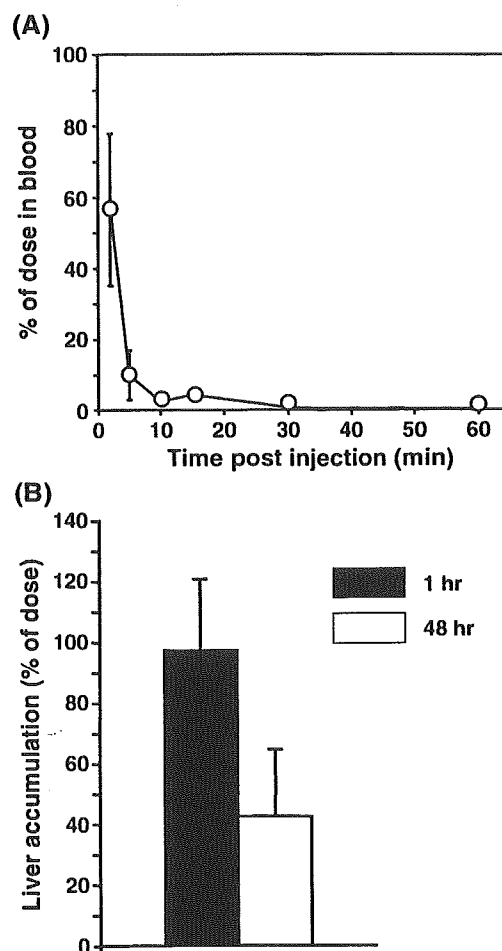 (A)
100
80
60
40
20
0
% of dose in blood
0 10 20 30 40 50 60
Time post injection (min)
(B)
140
120
100
80
60
40
20
0
Liver accumulation (% of dose)
1 hr
48 hr